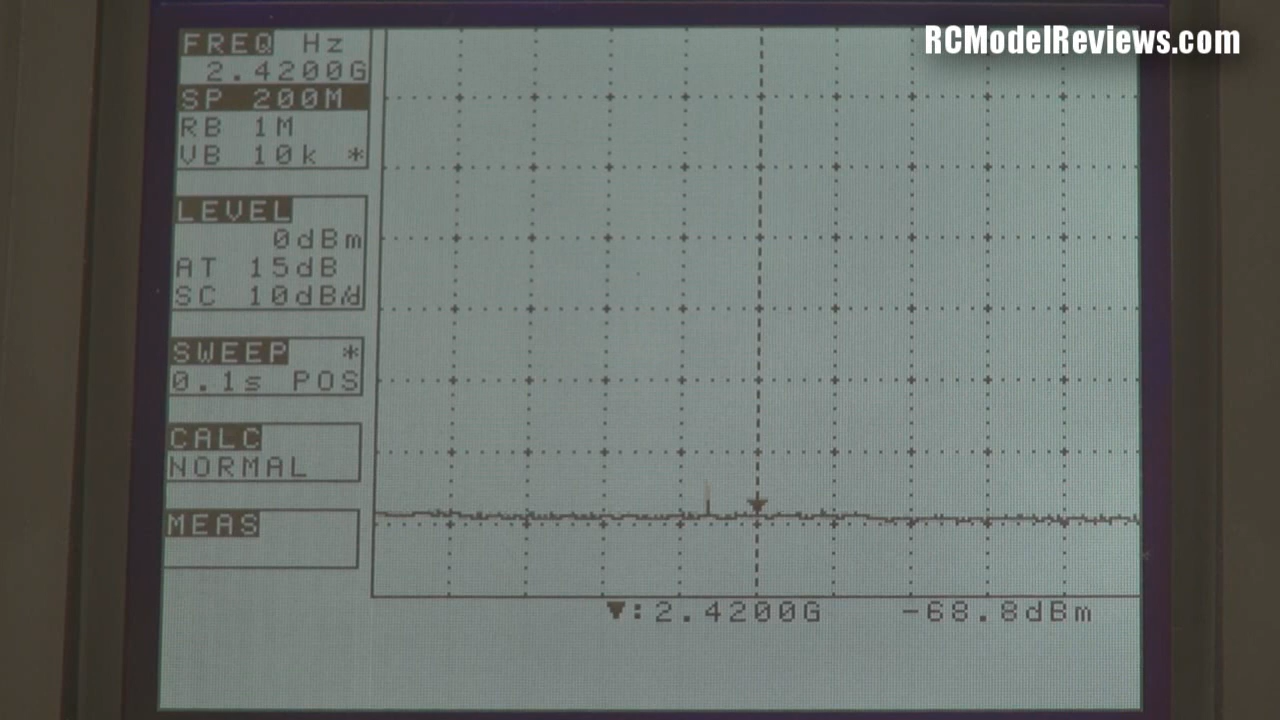 RCModelReviews.com
FREQ Hz
2.4200G
SP 200M
RB 1M
VB 10k *
LEVEL
0dBm
AT 15dB
SC 10dB/d
SWEEP *
0.1s POS
CALC
NORMAL
MEAS
▼:2.4200G -68.8dBm